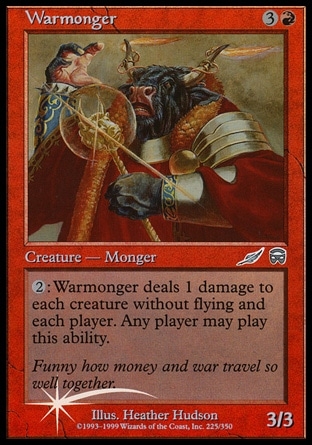 Warmonger 3
Creature — Monger
2: Warmonger deals 1 damage to
each creature without flying and
each player. Any player may play
this ability.
Funny how money and war travel so
well together.
Illus. Heather Hudson
©1993-1999 Wizards of the Coast, Inc. 225/350
3/3